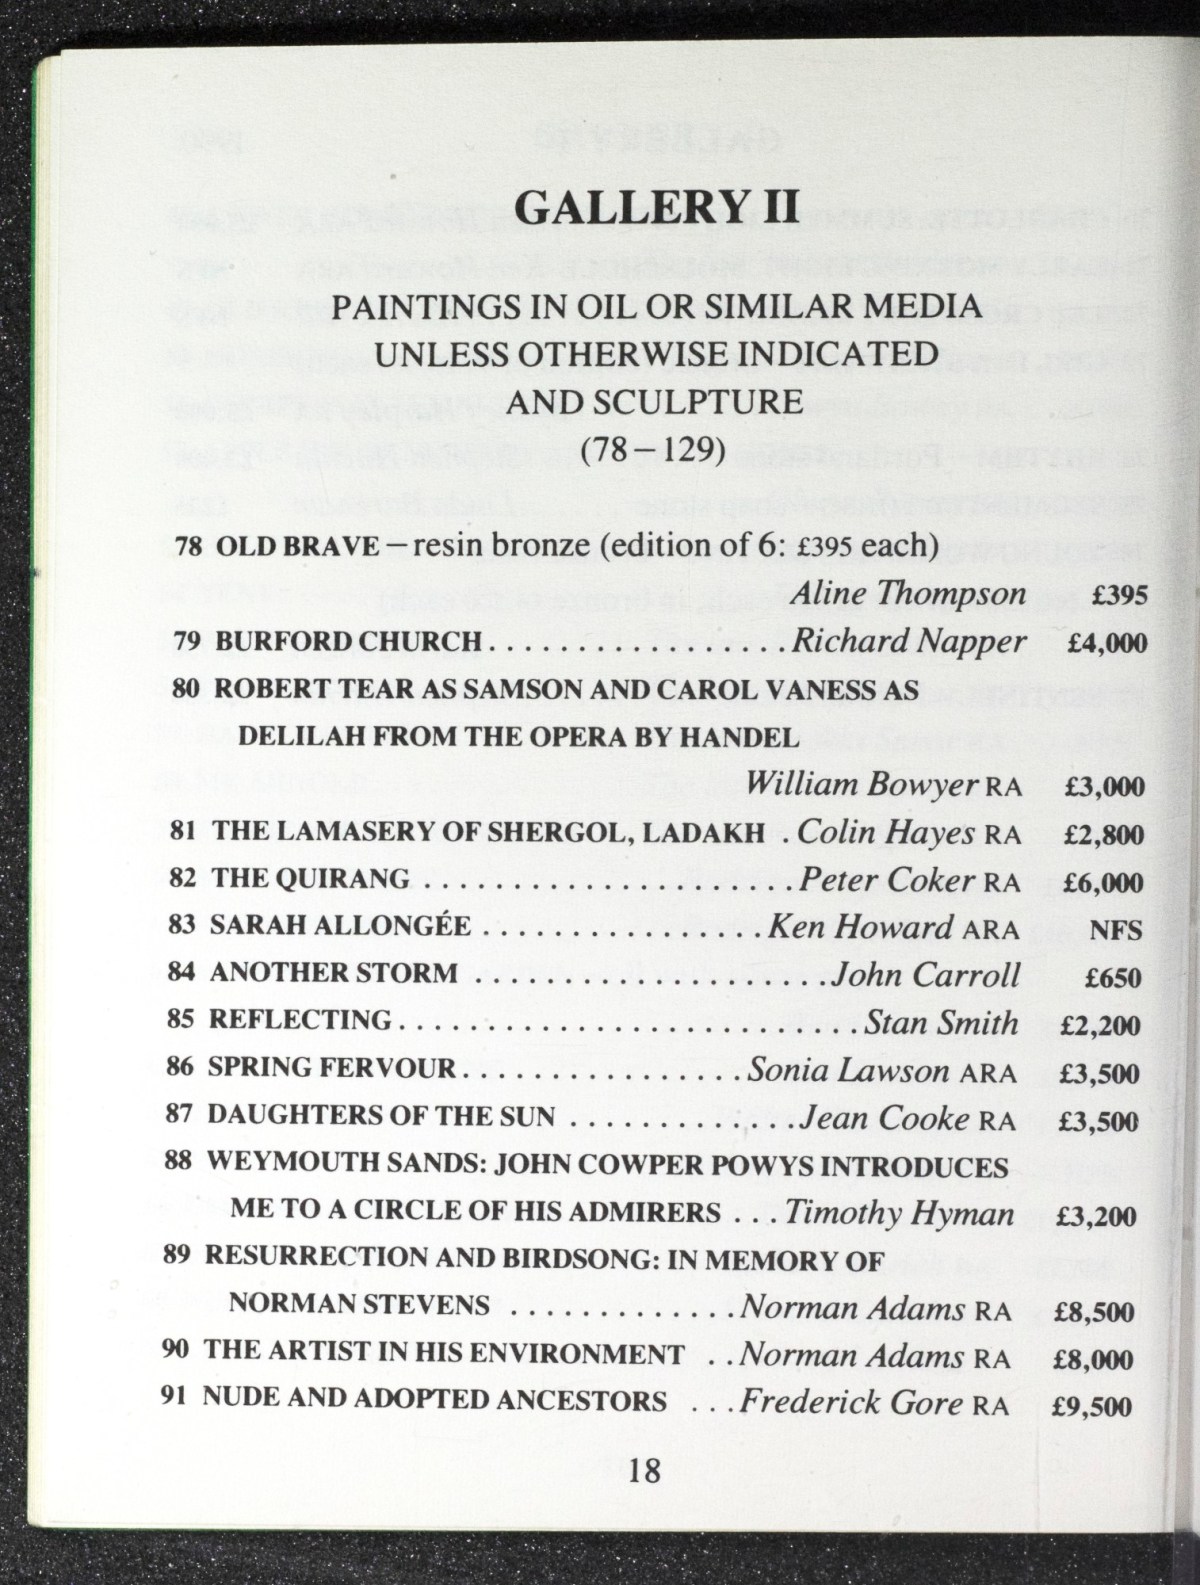 GALLERY II
PAINTINGS IN OIL OR SIMILAR MEDIA
UNLESS OTHERWISE INDICATED
AND SCULPTURE
(78–129)
78 OLD BRAVE – resin bronze (edition of 6: £395 each)
Aline Thompson £395
79 BURFORD CHURCH . . . . . . . . . . . . . . . . . Richard Napper £4,000
80 ROBERT TEAR AS SAMSON AND CAROL VANESS AS
DELILAH FROM THE OPERA BY HANDEL
William Bowyer RA £3,000
81 THE LAMASERY OF SHERGOL, LADAKH . Colin Hayes RA £2,800
82 THE QUIRANG . . . . . . . . . . . . . . . . . . . . . Peter Coker RA £6,000
83 SARAH ALLONGÉE . . . . . . . . . . . . . . . . Ken Howard ARA NFS
84 ANOTHER STORM . . . . . . . . . . . . . . . . . . . . John Carroll £650
85 REFLECTING . . . . . . . . . . . . . . . . . . . . . . . . . . Stan Smith £2,200
86 SPRING FERVOUR . . . . . . . . . . . . . . . . Sonia Lawson ARA £3,500
87 DAUGHTERS OF THE SUN . . . . . . . . . . . . . Jean Cooke RA £3,500
88 WEYMOUTH SANDS: JOHN COWPER POWYS INTRODUCES
ME TO A CIRCLE OF HIS ADMIRERS . . . Timothy Hyman £3,200
89 RESURRECTION AND BIRDSONG: IN MEMORY OF
NORMAN STEVENS . . . . . . . . . . . . . Norman Adams RA £8,500
90 THE ARTIST IN HIS ENVIRONMENT . . Norman Adams RA £8,000
91 NUDE AND ADOPTED ANCESTORS . . . Frederick Gore RA £9,500
18